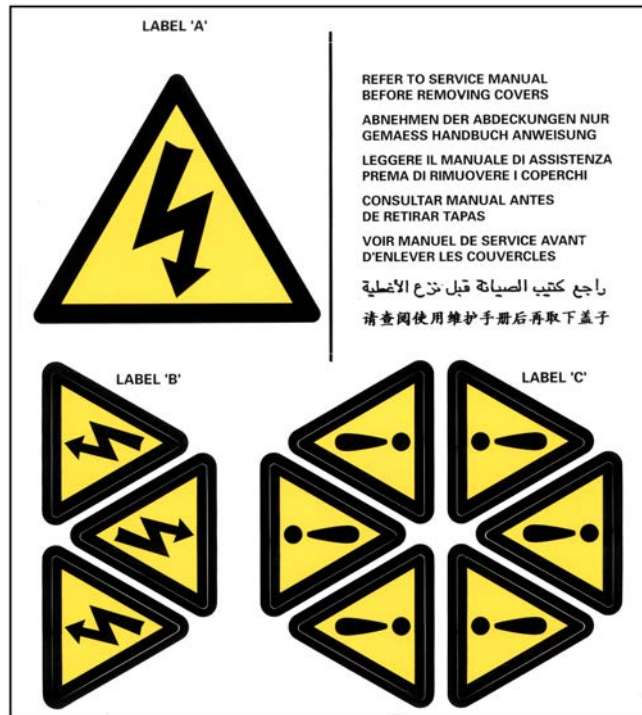 LABEL 'A'
REFER TO SERVICE MANUAL
BEFORE REMOVING COVERS
ABNEHMEN DER ABDECKUNGEN NUR
GEMAESS HANDBUCH ANWEISUNG
LEGGERE IL MANUALE DI ASSISTENZA
PREMA DI RIMUOVERE I COPERCHI
CONSULTAR MANUAL ANTES
DE RETIRAR TAPAS
VOIR MANUEL DE SERVICE AVANT
D'ENLEVER LES COUVERCLES
راجع كتيب الصيانة قبل نزع الأغطية
请查阅使用维护手册后再取下盖子
LABEL 'B'
LABEL 'C'